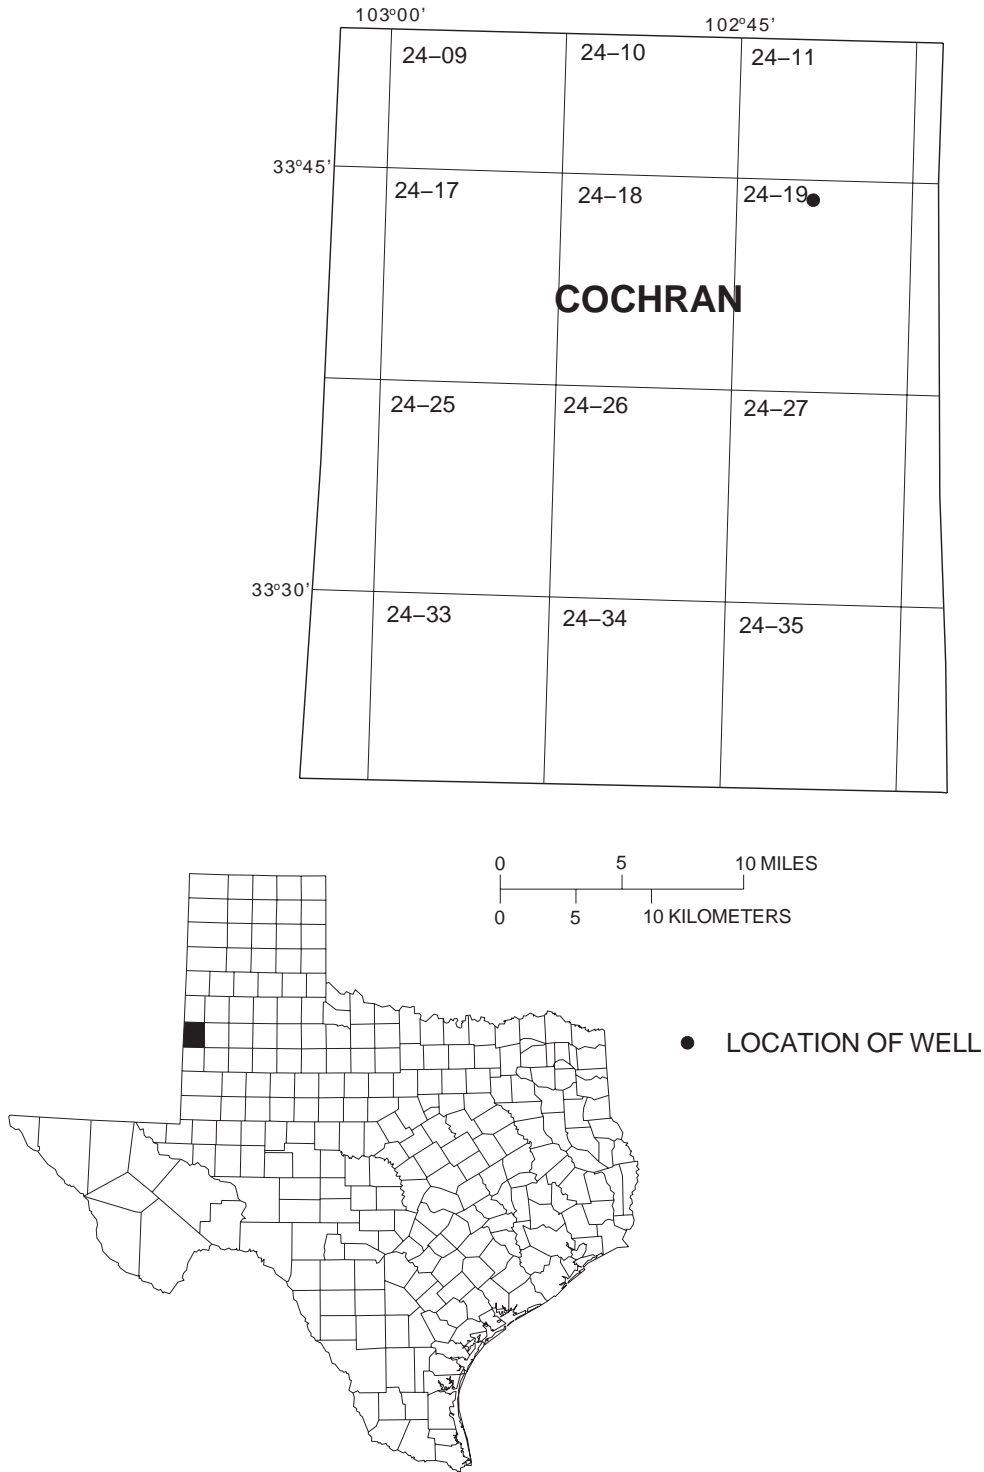 103°00’ 102°45’
24–09 24–10 24–11
33°45’
24–17 24–18 24–19
COCHRAN
24–25 24–26 24–27
33°30’
24–33 24–34 24–35
0 5 10 MILES
0 5 10 KILOMETERS
LOCATION OF WELL